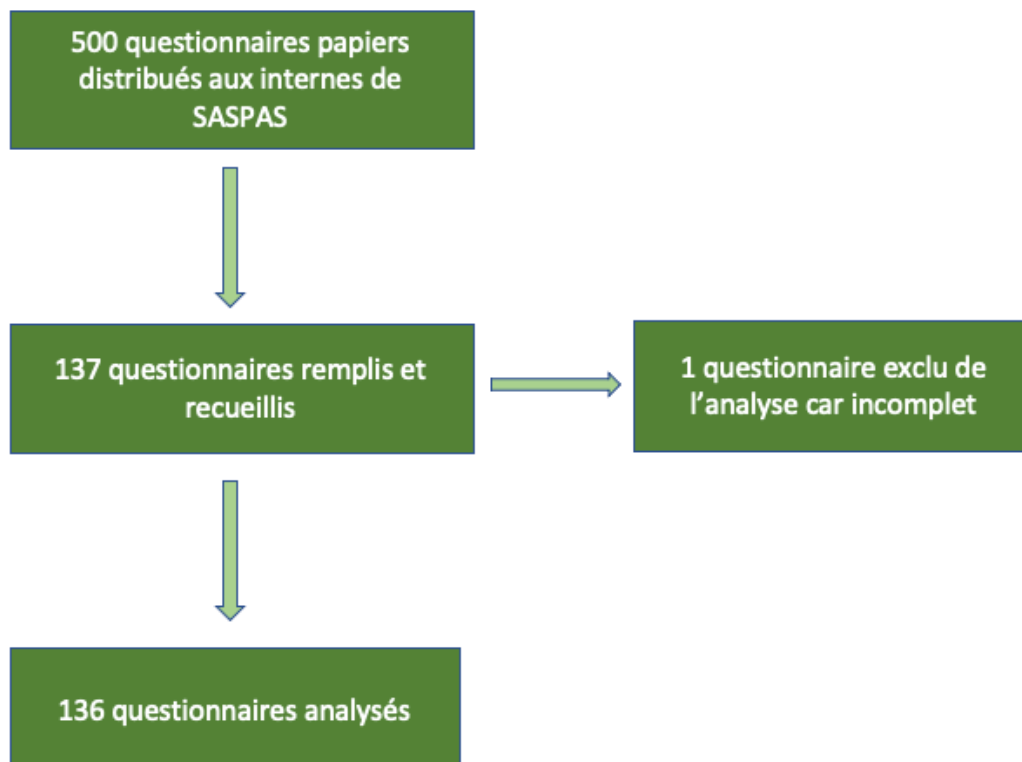 500 questionnaires papiers
distribués aux internes de
SASPAS
137 questionnaires remplis et
recueillis
1 questionnaire exclu de
l’analyse car incomplet
136 questionnaires analysés